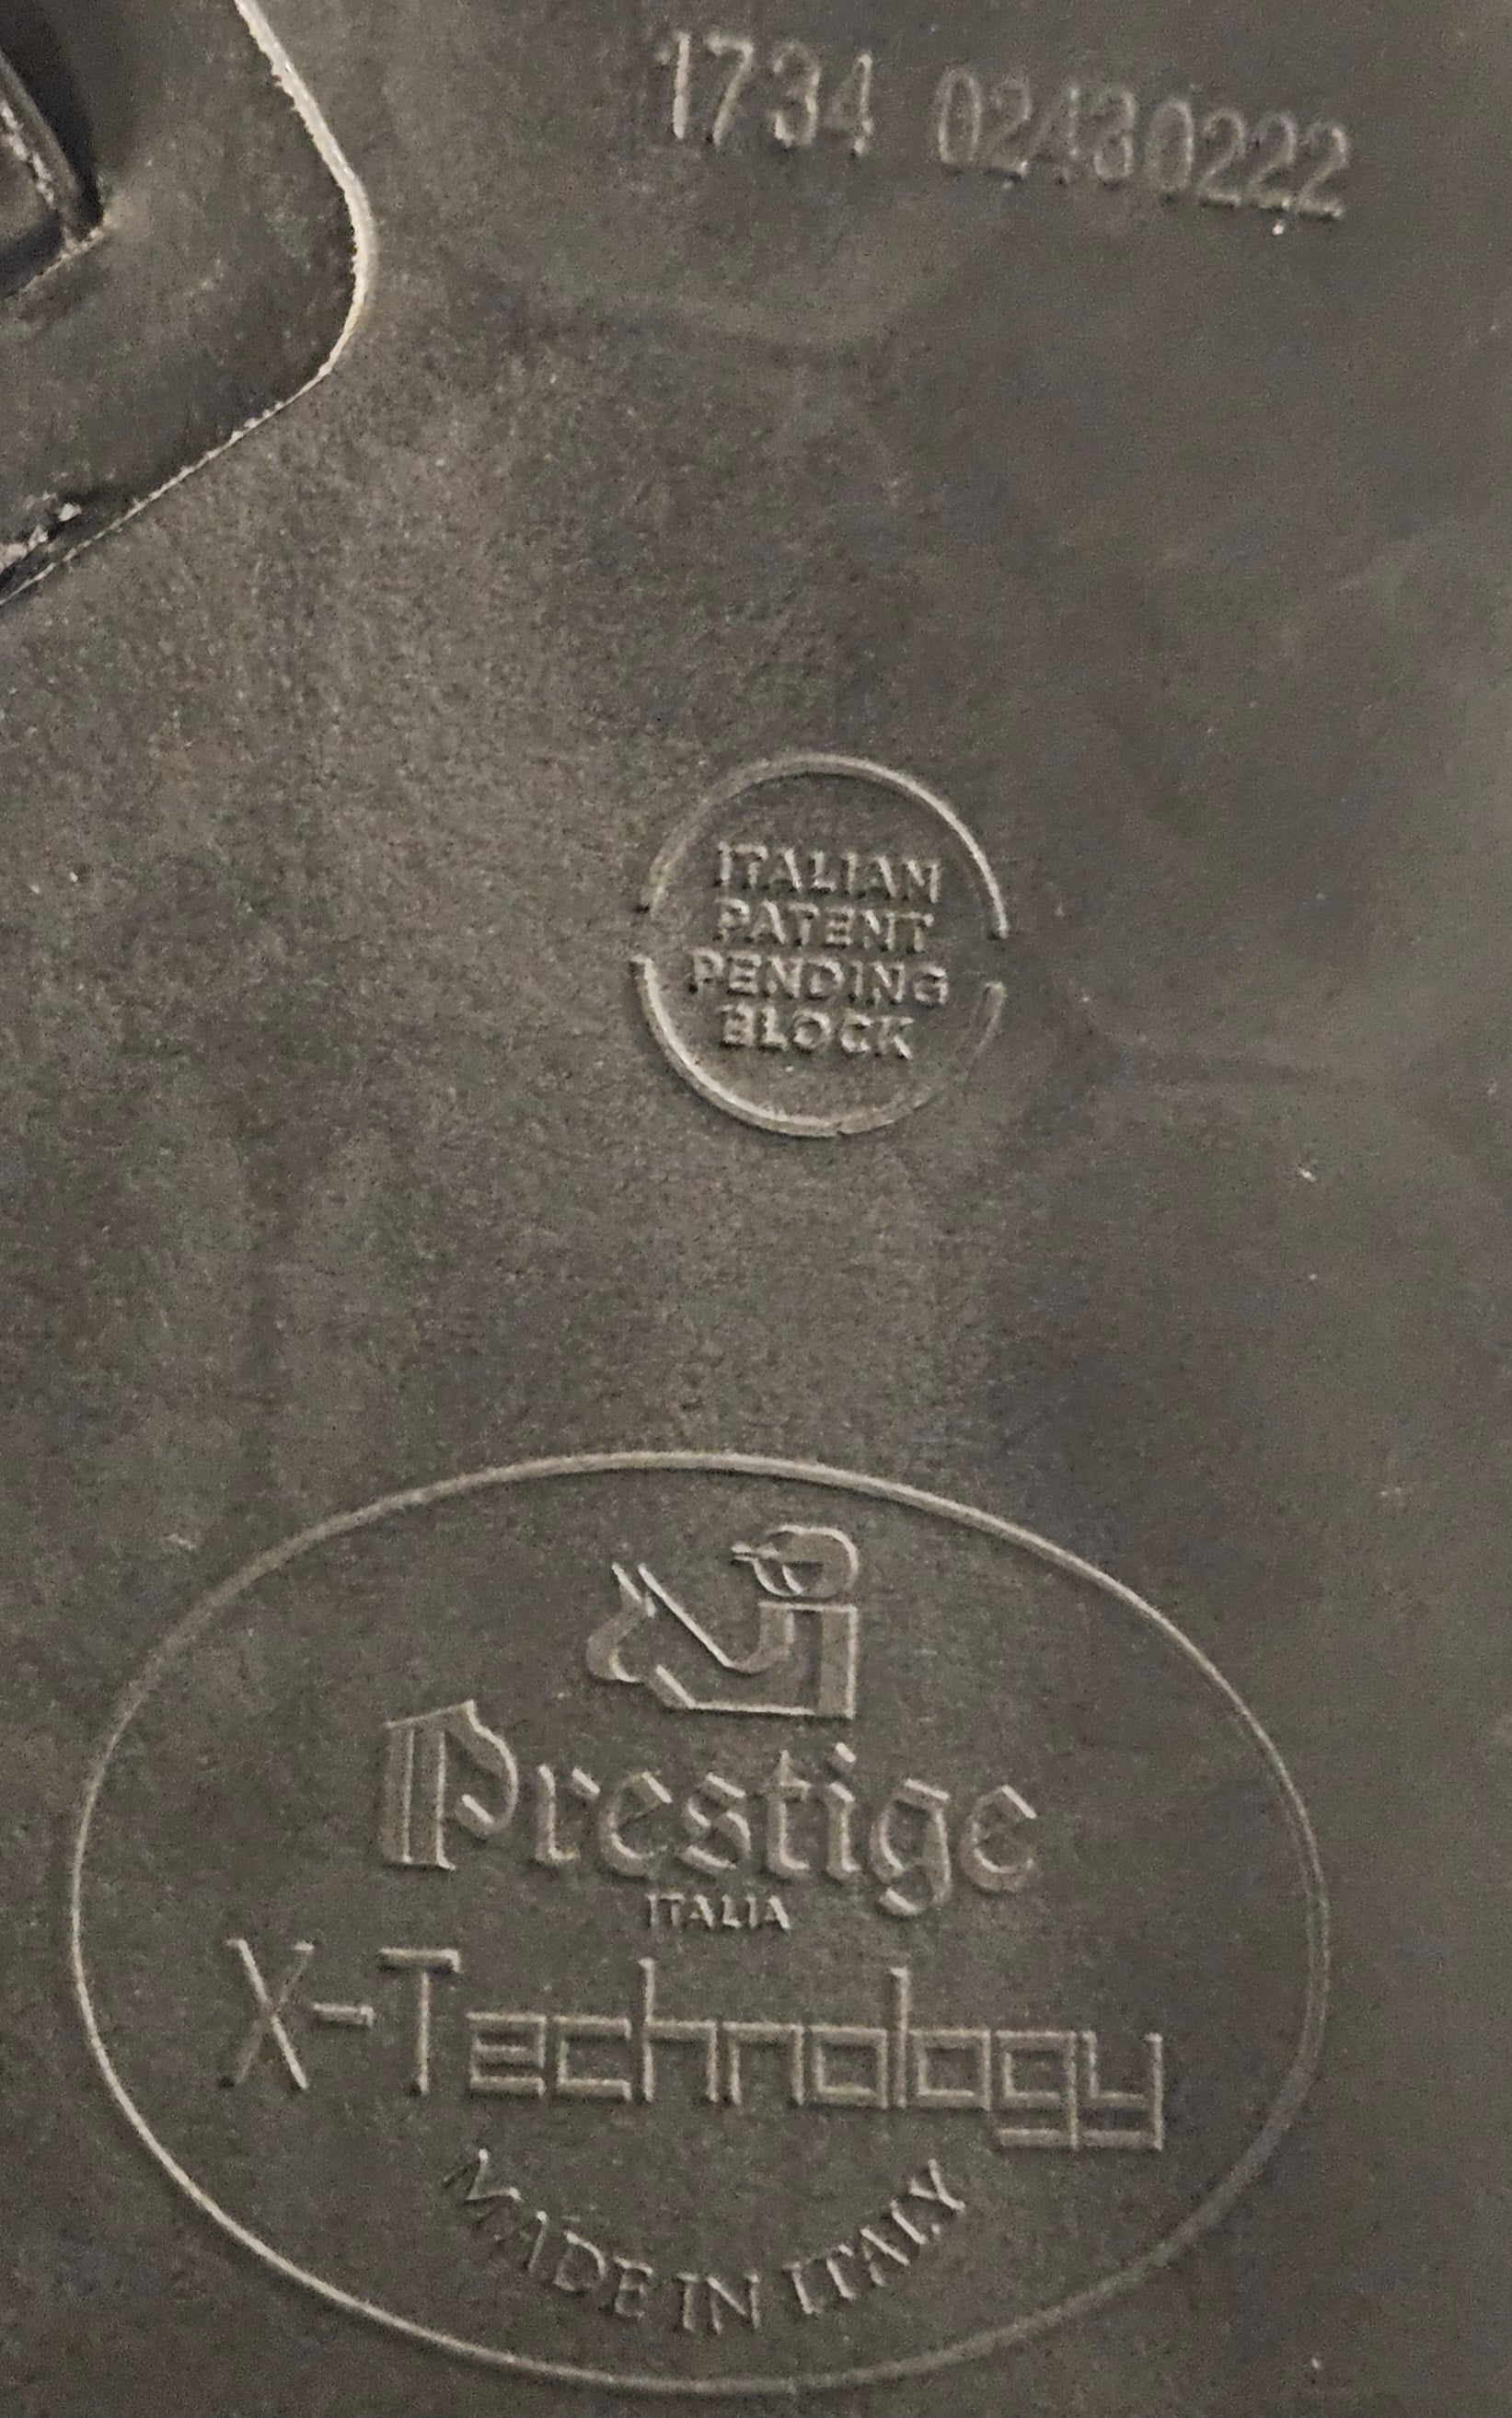 1734 02430222
ITALIAN
PATENT
PENDING
BLOCK
Prestige
ITALIA
X-Technology
MADE IN ITALY